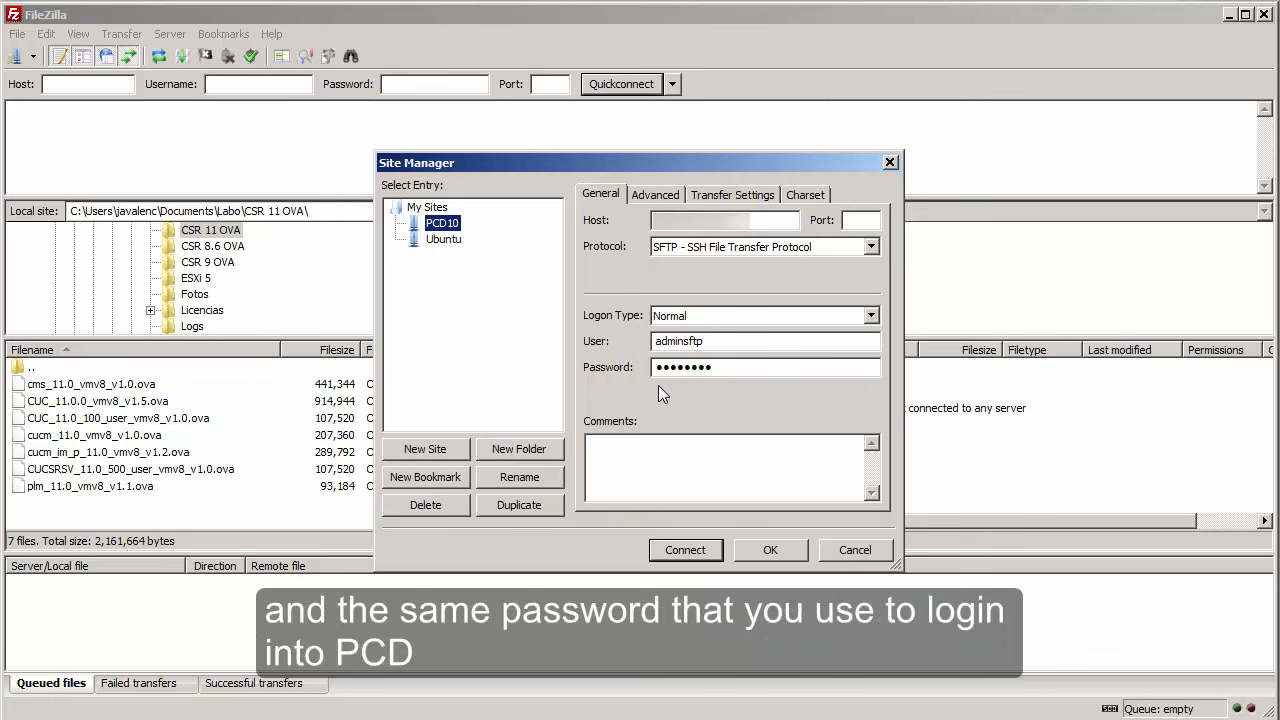 FileZilla
File Edit View Transfer Server Bookmarks Help
Host: Username: Password: Port: Quickconnect
Local site: C:\Users\javalenc\Documents\Labo\CSR 11 OVA\
CSR 11 OVA
CSR 8.6 OVA
CSR 9 OVA
ESXi 5
Fotos
Licencias
Logs
Filename Filesize F
..
cms_11.0_vmv8_v1.0.ova 441,344 O
CUC_11.0.0_vmv8_v1.5.ova 914,944 O
CUC_11.0_100_user_vmv8_v1.0.ova 107,520 O
cucm_11.0_vmv8_v1.0.ova 207,360 O
cucm_im_p_11.0_vmv8_v1.2.ova 289,792 O
CUCSRSV_11.0_500_user_vmv8_v1.0.ova 107,520 O
plm_11.0_vmv8_v1.1.ova 93,184 O
7 files. Total size: 2,161,664 bytes
Site Manager
Select Entry:
My Sites
PCD10
Ubuntu
New Site New Folder
New Bookmark Rename
Delete Duplicate
General Advanced Transfer Settings Charset
Host: Port:
Protocol: SFTP - SSH File Transfer Protocol
Logon Type: Normal
User: adminsftp
Password: ●●●●●●●●
Comments:
Connect OK Cancel
Filesize Filetype Last modified Permissions
connected to any server
Server/Local file Direction Remote file
and the same password that you use to login
into PCD
Queued files Failed transfers Successful transfers
Queue: empty